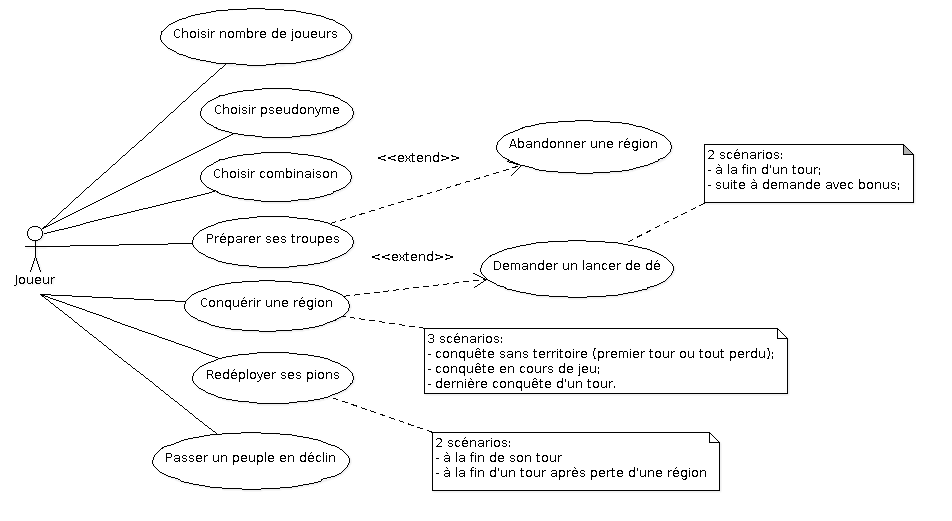 Choisir nombre de joueurs
Choisir pseudonyme
Abandonner une région
<<extend>>
2 scénarios:
- à la fin d'un tour;
- suite à demande avec bonus;
Choisir combinaison
Préparer ses troupes
<<extend>>
Demander un lancer de dé
Joueur
Conquérir une région
3 scénarios:
- conquête sans territoire (premier tour ou tout perdu);
- conquête en cours de jeu;
- dernière conquête d'un tour.
Redéployer ses pions
2 scénarios:
- à la fin de son tour
- à la fin d'un tour après perte d'une région
Passer un peuple en déclin